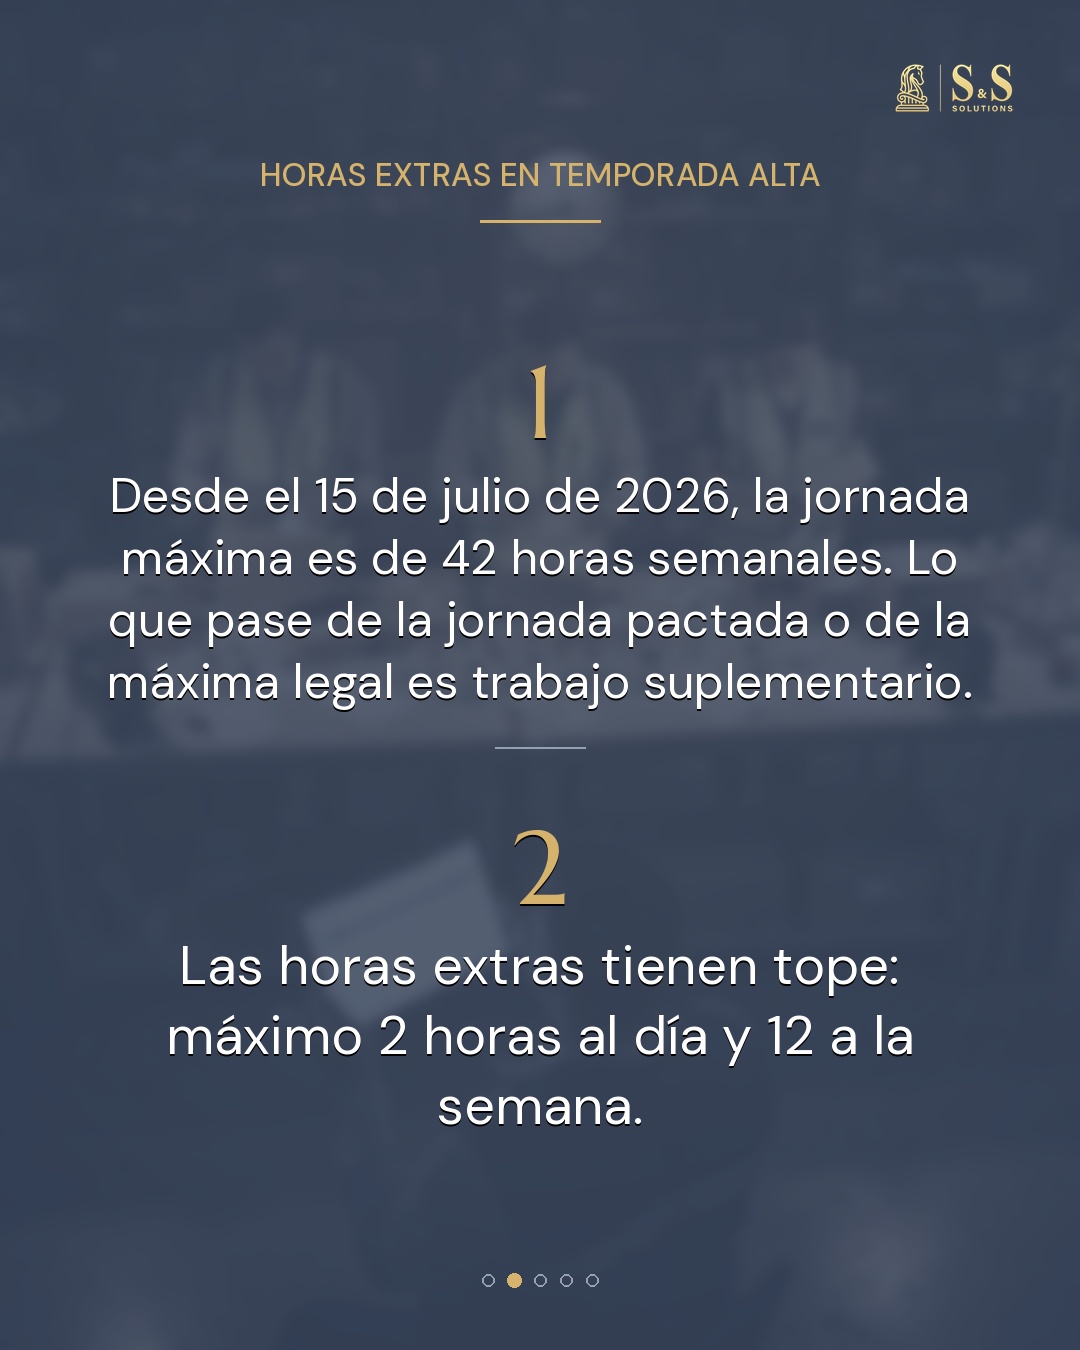 S&S
SOLUTIONS
HORAS EXTRAS EN TEMPORADA ALTA
1
Desde el 15 de julio de 2026, la jornada
máxima es de 42 horas semanales. Lo
que pase de la jornada pactada o de la
máxima legal es trabajo suplementario.
2
Las horas extras tienen tope:
máximo 2 horas al día y 12 a la
semana.